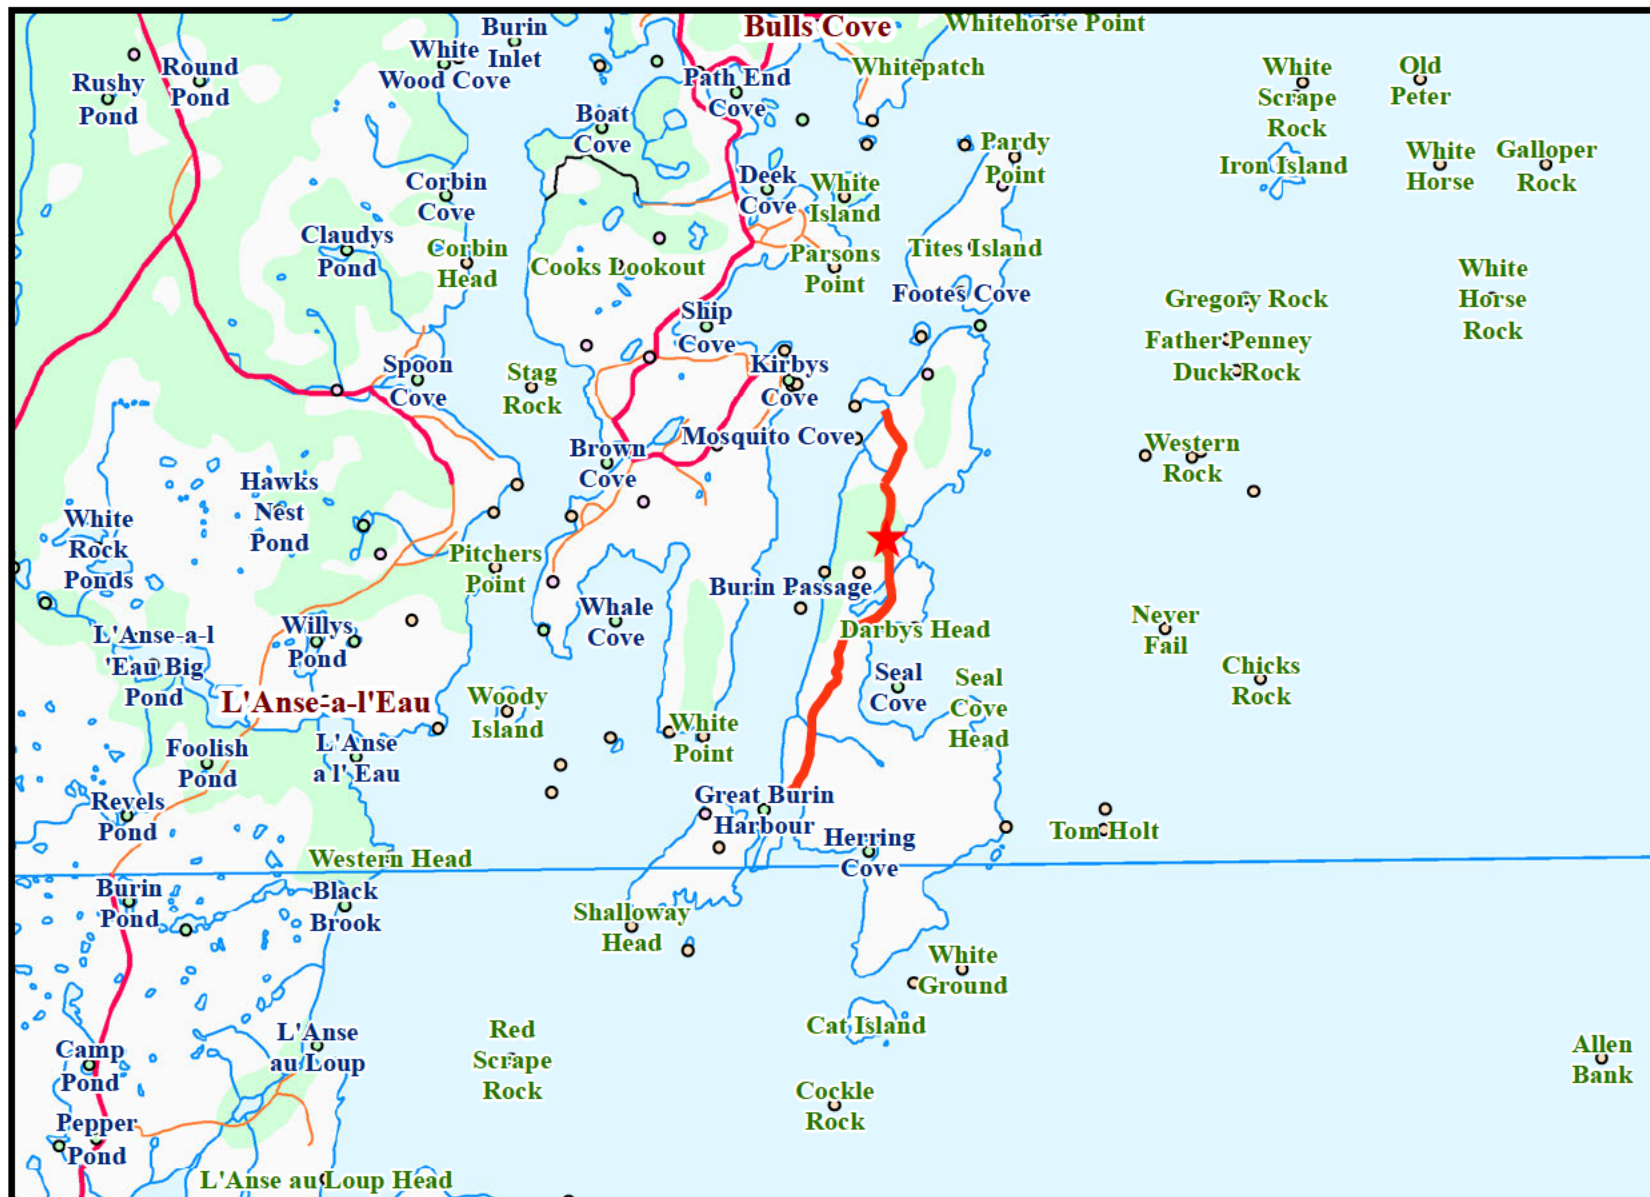 Bulls Cove
Whitehorse Point
Burin
Inlet
White
Wood Cove
Rushy
Pond
Round
Pond
Path End
Cove
Whitepatch
White
Scrape
Rock
Old
Peter
Boat
Cove
Pardy
Point
Iron Island
White
Horse
Galloper
Rock
Corbin
Cove
Deek
Cove
White
Island
Claudys
Pond
Corbin
Head
Cooks Lookout
Parsons
Point
Tites Island
Footes Cove
Gregory Rock
White
Horse
Rock
Ship
Cove
Father Penney
Duck Rock
Spoon
Cove
Stag
Rock
Kirbys
Cove
Mosquito Cove
Brown
Cove
Western
Rock
Hawks
Nest
Pond
White
Rock
Ponds
Pitchers
Point
Burin Passage
Whale
Cove
Darbys Head
Never
Fail
L'Anse-a-l
'Eau Big
Pond
Willys
Pond
Seal
Cove
Seal
Cove
Head
Chicks
Rock
L'Anse-a-l'Eau
Woody
Island
White
Point
Foolish
Pond
L'Anse
a l' Eau
Revels
Pond
Great Burin
Harbour
Herring
Cove
Tom Holt
Western Head
Burin
Pond
Black
Brook
Shalloway
Head
White
Ground
Cat Island
L'Anse
au Loup
Red
Scrape
Rock
Camp
Pond
Cockle
Rock
Allen
Bank
Pepper
Pond
L'Anse au Loup Head